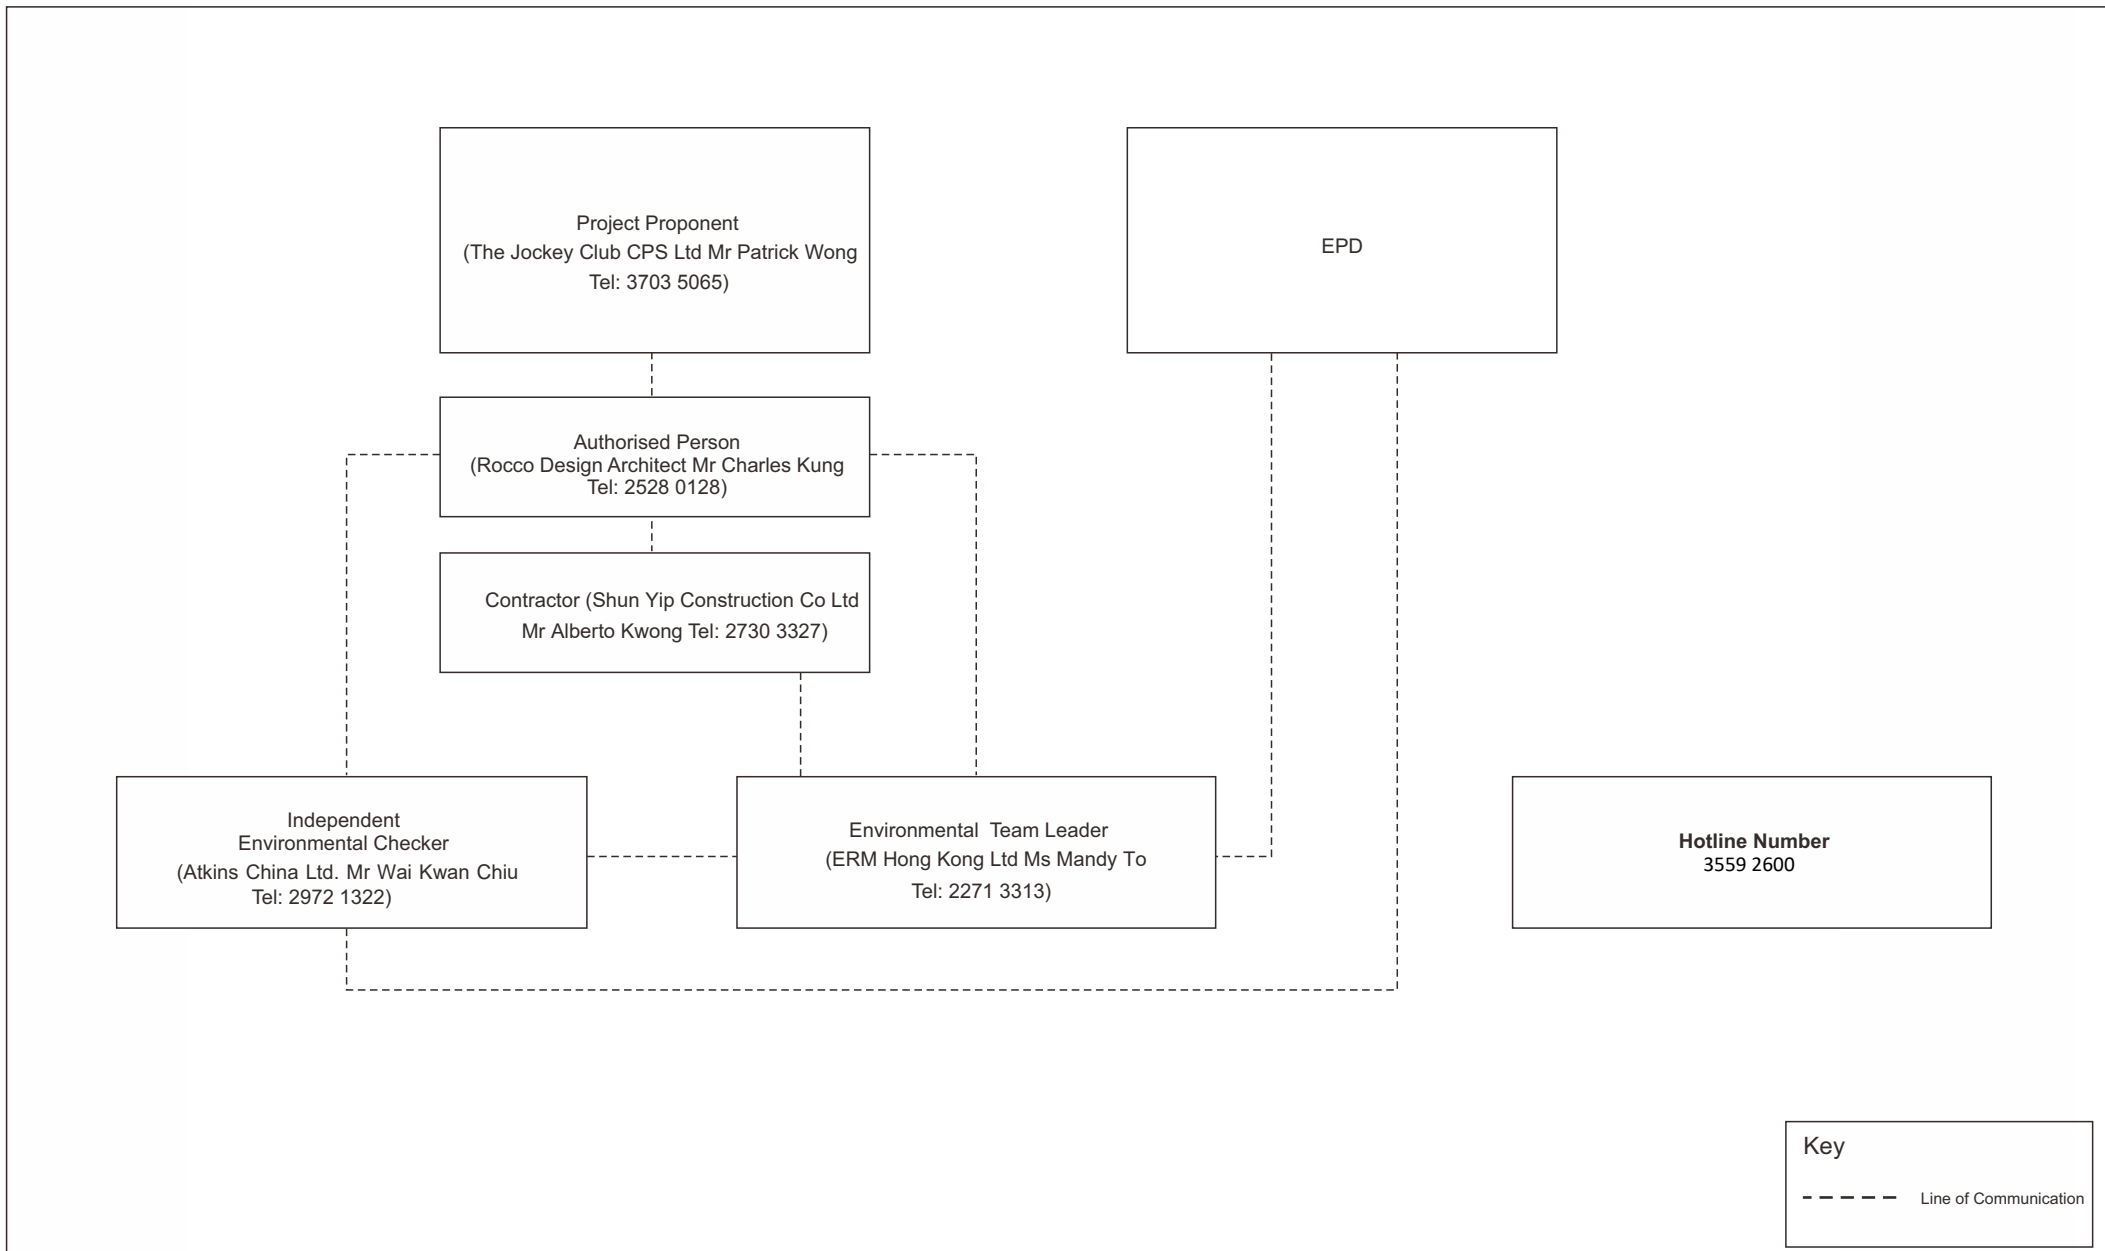 Project Proponent
(The Jockey Club CPS Ltd Mr Patrick Wong
Tel: 3703 5065)
EPD
Authorised Person
(Rocco Design Architect Mr Charles Kung
Tel: 2528 0128)
Contractor (Shun Yip Construction Co Ltd
Mr Alberto Kwong Tel: 2730 3327)
Independent
Environmental Checker
(Atkins China Ltd. Mr Wai Kwan Chiu
Tel: 2972 1322)
Environmental Team Leader
(ERM Hong Kong Ltd Ms Mandy To
Tel: 2271 3313)
Hotline Number
3559 2600
Key
Line of Communication